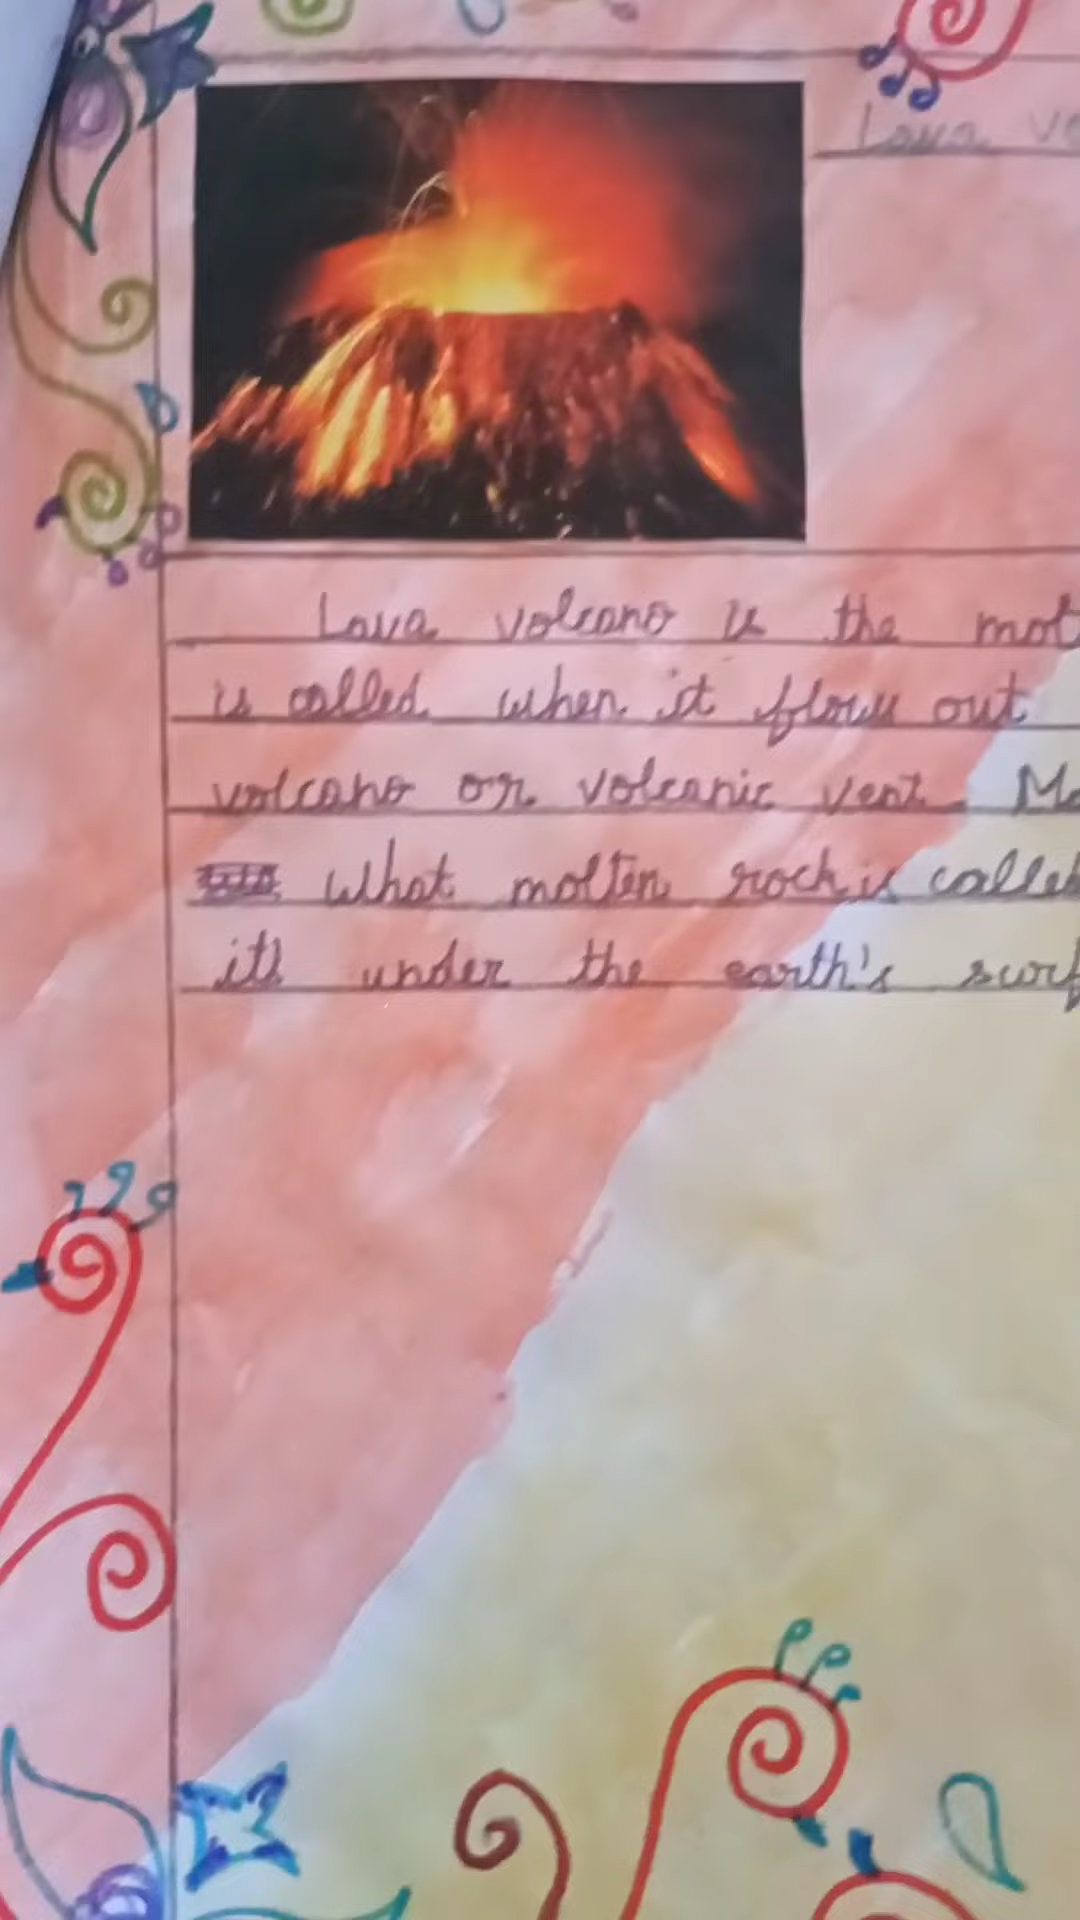 Lava
Lava volcano is the
is called when it flows out
volcano or volcanic vent. 
what molten rock is called
its under the earth's